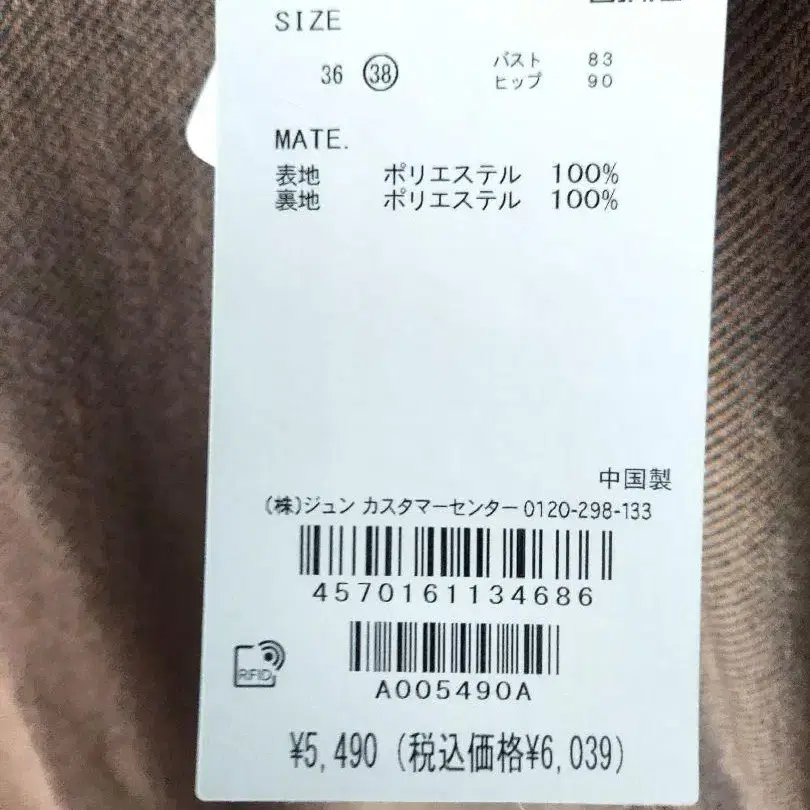 SIZE
36 38 バスト 83
ヒップ 90
MATE.
表地 ポリエステル 100%
裏地 ポリエステル 100%
中国製
(株)ジュン カスタマーセンター 0120-298-133
4570161134686
RFID
A005490A
¥5,490 (税込価格¥6,039)